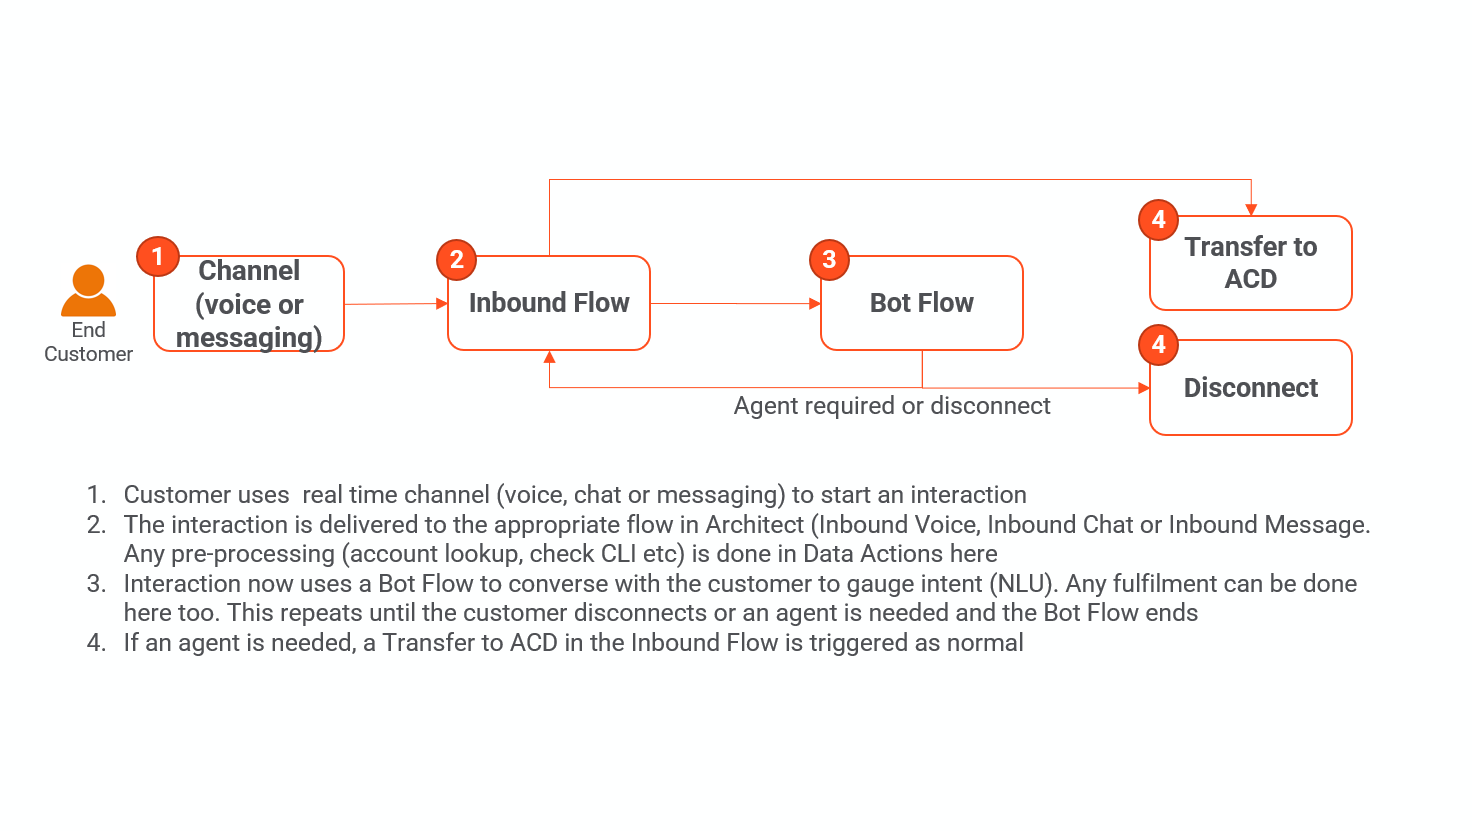 1
Channel
(voice or
messaging)
2
Inbound Flow
3
Bot Flow
4
Transfer to
ACD
4
Disconnect
End
Customer
Agent required or disconnect
1. Customer uses  real time channel (voice, chat or messaging) to start an interaction
2. The interaction is delivered to the appropriate flow in Architect (Inbound Voice, Inbound Chat or Inbound Message.
Any pre-processing (account lookup, check CLI etc) is done in Data Actions here
3. Interaction now uses a Bot Flow to converse with the customer to gauge intent (NLU). Any fulfilment can be done
here too. This repeats until the customer disconnects or an agent is needed and the Bot Flow ends
4. If an agent is needed, a Transfer to ACD in the Inbound Flow is triggered as normal